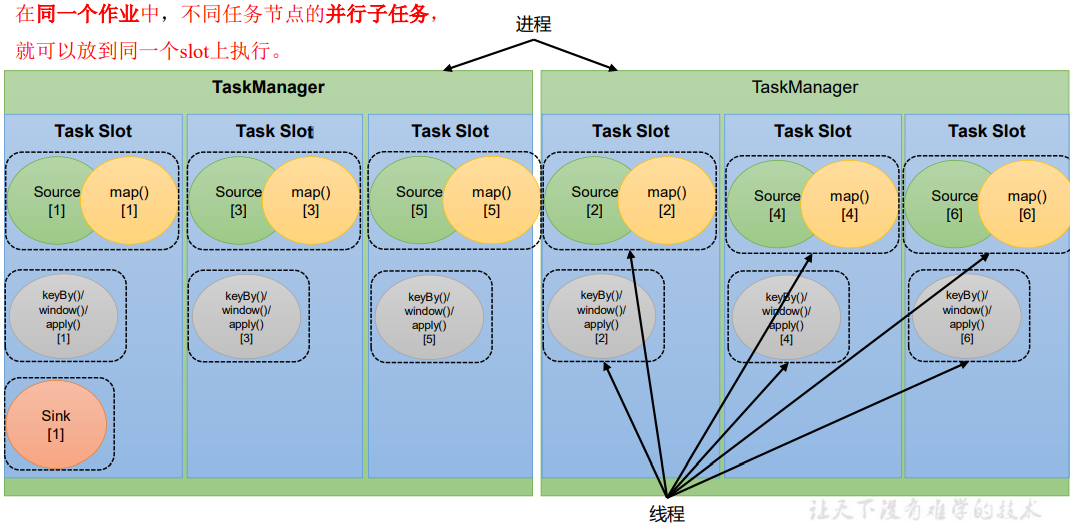 在同一个作业中，不同任务节点的并行子任务，
就可以放到同一个slot上执行。
进程
TaskManager
TaskManager
Task Slot
Task Slot
Task Slot
Task Slot
Task Slot
Task Slot
Source
[1]
map()
[1]
Source
[3]
map()
[3]
Source
[5]
map()
[5]
Source
[2]
map()
[2]
Source
[4]
map()
[4]
Source
[6]
map()
[6]
keyBy()/
window()/
apply()
[1]
keyBy()/
window()/
apply()
[3]
keyBy()/
window()/
apply()
[5]
keyBy()/
window()/
apply()
[2]
keyBy()/
window()/
apply()
[4]
keyBy()/
window()/
apply()
[6]
Sink
[1]
线程
让天下没有难学的技术